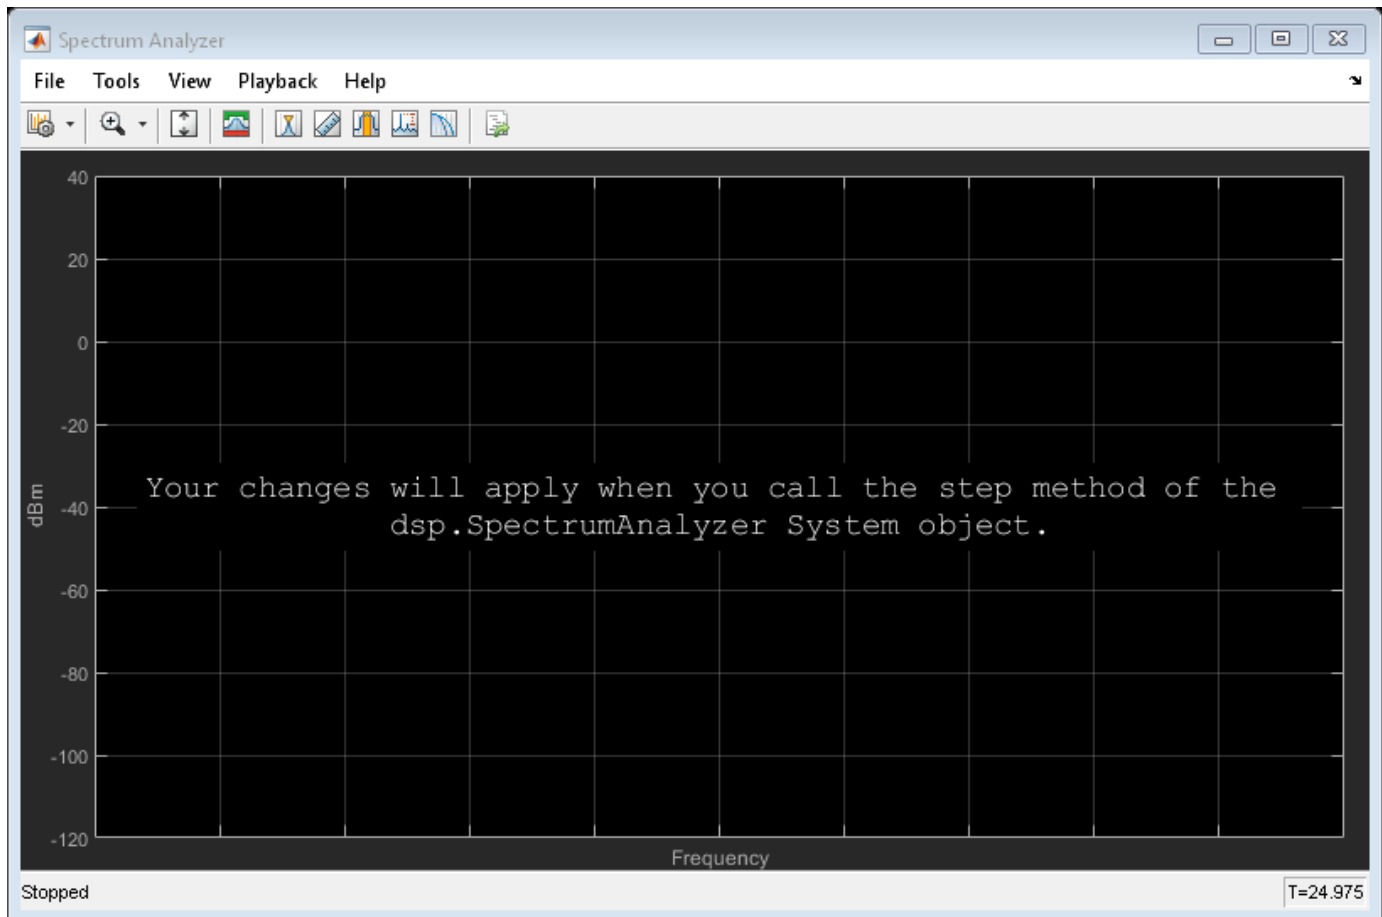 Spectrum Analyzer
File Tools View Playback Help
40
20
0
-20
-40
-60
-80
-100
-120
dBm
Your changes will apply when you call the step method of the
dsp.SpectrumAnalyzer System object.
Frequency
Stopped
T=24.975